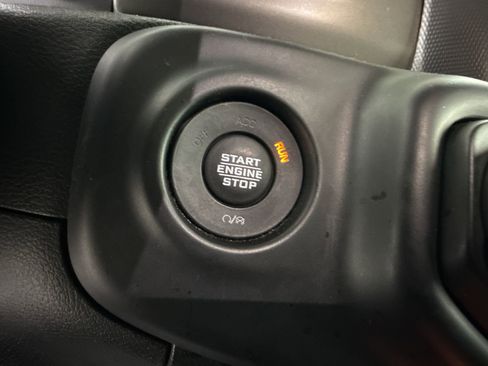 OFF ACC RUN
START
ENGINE
STOP